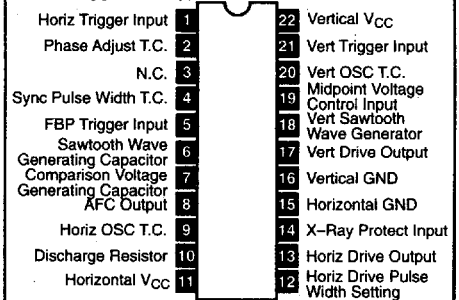 Horiz Trigger Input 1
Phase Adjust T.C. 2
N.C. 3
Sync Pulse Width T.C. 4
FBP Trigger Input 5
Sawtooth Wave
Generating Capacitor 6
Comparison Voltage
Generating Capacitor 7
AFC Output 8
Horiz OSC T.C. 9
Discharge Resistor 10
Horizontal VCC 11
22 Vertical VCC
21 Vert Trigger Input
20 Vert OSC T.C.
19 Midpoint Voltage
Control Input
18 Vert Sawtooth
Wave Generator
17 Vert Drive Output
16 Vertical GND
15 Horizontal GND
14 X-Ray Protect Input
13 Horiz Drive Output
12 Horiz Drive Pulse
Width Setting